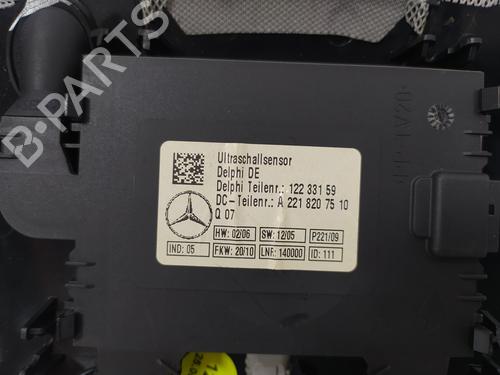 Ultraschallsensor
Delphi DE
Delphi Teilenr.: 122 331 59
DC-Teilenr.: A 221 820 75 10
Q 07
HW: 02/06 SW: 12/05 P221/09
IND: 05 FKW: 20/10 LNF: 140000 ID: 111
B-PARTS